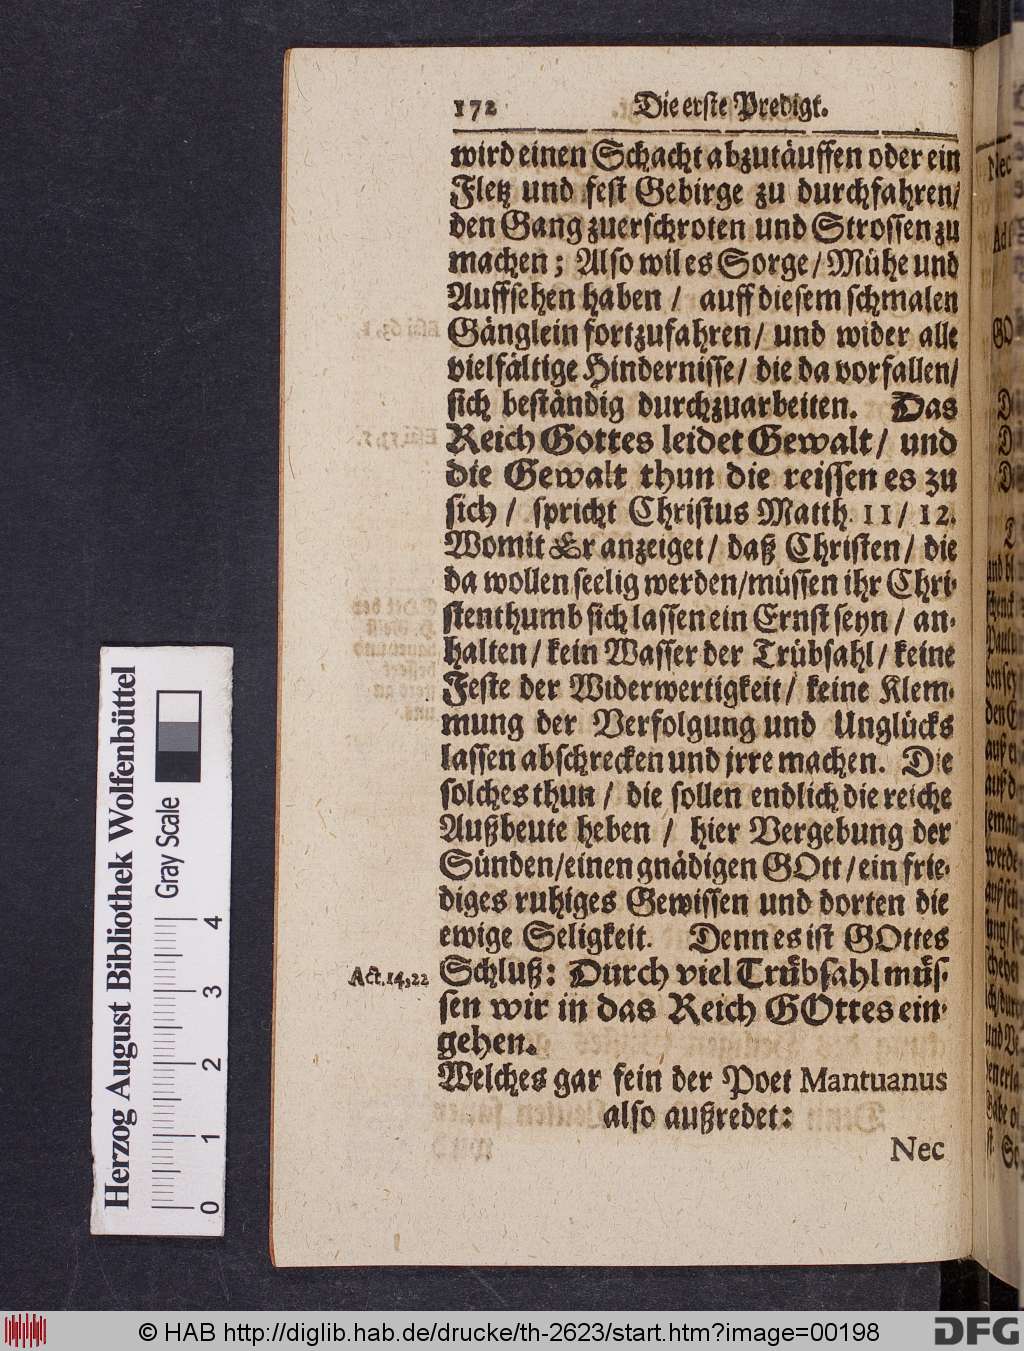 172 Die erste Predigt.
wird einen Schacht abzutäuffen oder ein
Fletz und fest Gebirge zu durchfahren/
den Gang zuerschroten und Strossen zu
machen; Also wil es Sorge/ Mühe und
Auffsehen haben / auff diesem schmalen
Gänglein fortzufahren/ und wider alle
vielfältige Hindernisse/ die da vorfallen/
sich beständig durchzuarbeiten. Das
Reich Gottes leidet Gewalt/ und
die Gewalt thun die reissen es zu
sich / spricht Christus Matth. 11/ 12.
Womit Er anzeiget/ daß Christen/ die
da wollen seelig werden/müssen ihr Chri-
stenthumb sich lassen ein Ernst seyn / an-
halten/ kein Wasser der Trübsahl/ keine
Feste der Widerwertigkeit/ keine Klem-
mung der Verfolgung und Unglücks
lassen abschrecken und irre machen. Die
solches thun / die sollen endlich die reiche
Außbeute heben / hier Vergebung der
Sünden/einen gnädigen GOtt/ein frie-
diges ruhiges Gewissen und dorten die
ewige Seligkeit. Denn es ist GOttes
Act. 14, 22 Schluß: Durch viel Trübsahl müs-
sen wir in das Reich GOttes ein-
gehen.
Welches gar fein der Poet Mantuanus
also außredet:
Nec
Herzog August Bibliothek Wolfenbüttel
Gray Scale
0 1 2 3 4
© HAB http://diglib.hab.de/drucke/th-2623/start.htm?image=00198
DFG